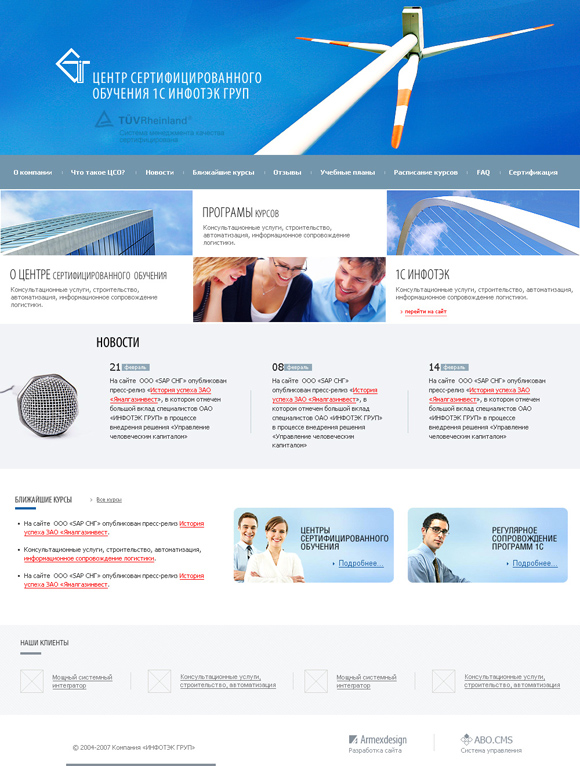 ЦЕНТР СЕРТИФИЦИРОВАННОГО
ОБУЧЕНИЯ 1С ИНФОТЭК ГРУП
TÜVRheinland®
Система менеджмента качества
сертифицирована
О компании
Что такое ЦСО?
Новости
Ближайшие курсы
Отзывы
Учебные планы
Расписание курсов
FAQ
Сертификация
ПРОГРАМЫ КУРСОВ
Консультационные услуги, строительство,
автоматизация, информационное сопровождение
логистики.
О ЦЕНТРЕ СЕРТИФИЦИРОВАННОГО ОБУЧЕНИЯ
Консультационные услуги, строительство,
автоматизация, информационное сопровождение
логистики.
1С ИНФОТЭК
Консультационные услуги, строительство,
автоматизация, информационное сопровождение
логистики.
перейти на сайт
НОВОСТИ
21 февраль
На сайте ООО «SAP СНГ» опубликован
пресс-релиз «История успеха ЗАО
«Ямалгазинвест», в котором отмечен
большой вклад специалистов ОАО
«ИНФОТЭК ГРУП» в процессе
внедрения решения «Управление
человеческим капиталом»
08 февраль
На сайте ООО «SAP СНГ»
опубликован пресс-релиз «История
успеха ЗАО «Ямалгазинвест», в
котором отмечен большой вклад
специалистов ОАО «ИНФОТЭК ГРУП»
в процессе внедрения решения
«Управление человеческим
капиталом»
14 февраль
На сайте ООО «SAP СНГ» опубликован
пресс-релиз «История успеха ЗАО
«Ямалгазинвест», в котором отмечен
большой вклад специалистов ОАО
«ИНФОТЭК ГРУП» в процессе
внедрения решения «Управление
человеческим капиталом»
БЛИЖАЙШИЕ КУРСЫ
Все курсы
На сайте ООО «SAP СНГ» опубликован пресс-релиз История
успеха ЗАО «Ямалгазинвест.
Консультационные услуги, строительство, автоматизация,
информационное сопровождение логистики.
На сайте ООО «SAP СНГ» опубликован пресс-релиз История
успеха ЗАО «Ямалгазинвест.
ЦЕНТРЫ
СЕРТИФИЦИРОВАННОГО
ОБУЧЕНИЯ
Подробнее...
РЕГУЛЯРНОЕ
СОПРОВОЖДЕНИЕ
ПРОГРАММ 1С
Подробнее...
НАШИ КЛИЕНТЫ
Мощный системный
интегратор
Консультационные услуги,
строительство, автоматизация
Мощный системный
интегратор
Консультационные услуги,
строительство, автоматизация
© 2004-2007 Компания «ИНФОТЭК ГРУП»
Armexdesign
Разработка сайта
ABO.CMS
Система управления